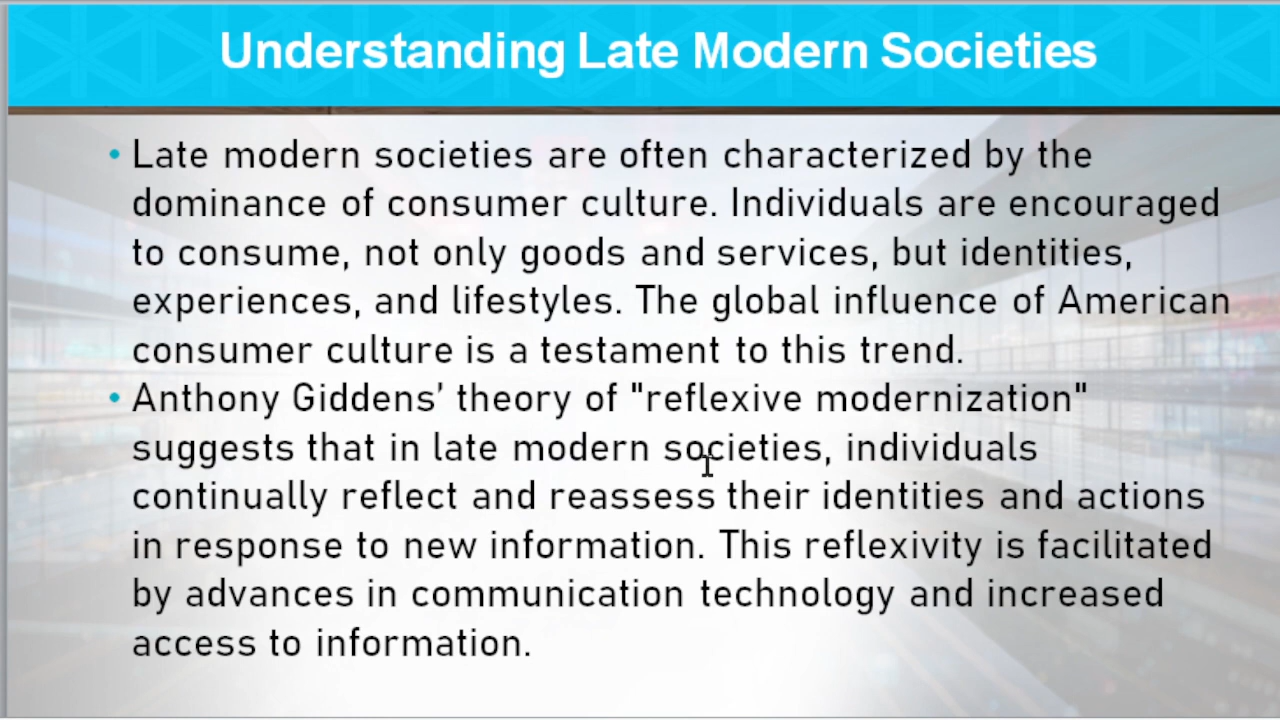 Understanding Late Modern Societies
• Late modern societies are often characterized by the
dominance of consumer culture. Individuals are encouraged
to consume, not only goods and services, but identities,
experiences, and lifestyles. The global influence of American
consumer culture is a testament to this trend.
• Anthony Giddens’ theory of "reflexive modernization"
suggests that in late modern societies, individuals
continually reflect and reassess their identities and actions
in response to new information. This reflexivity is facilitated
by advances in communication technology and increased
access to information.